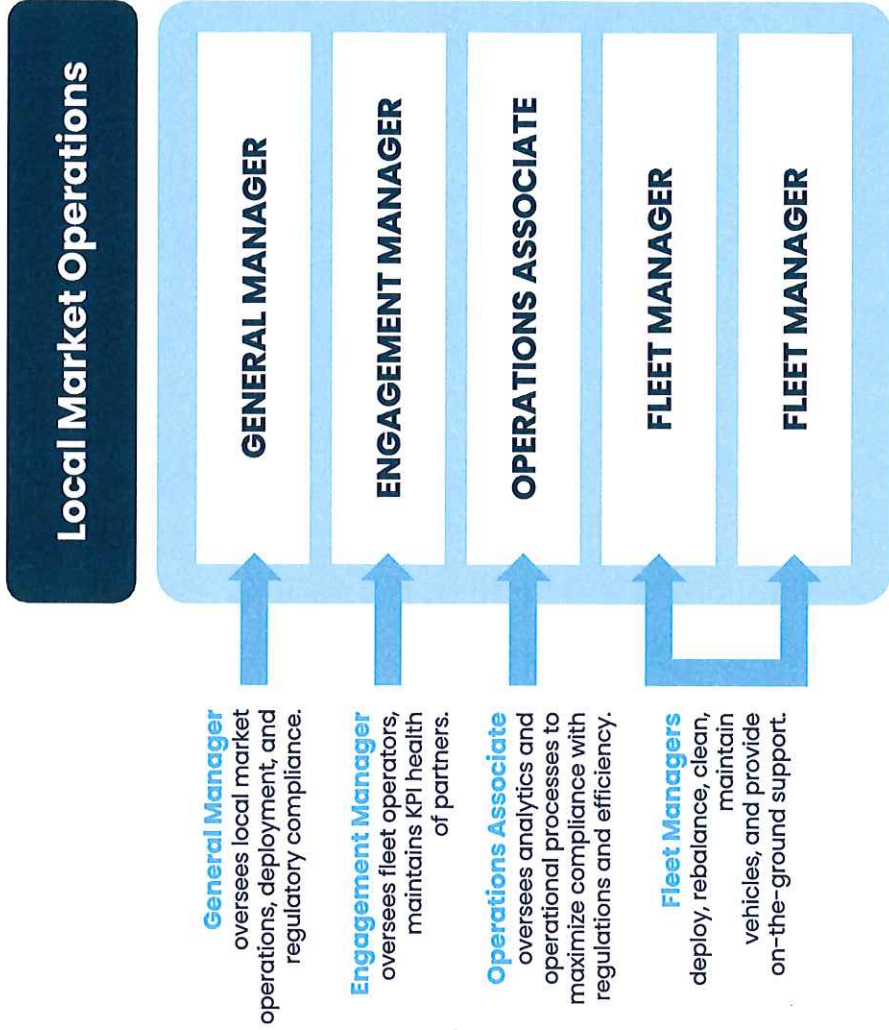 Local Market Operations
General Manager
oversees local market
operations, deployment, and
regulatory compliance.
GENERAL MANAGER
Engagement Manager
oversees fleet operators,
maintains KPI health
of partners.
ENGAGEMENT MANAGER
Operations Associate
oversees analytics and
operational processes to
maximize compliance with
regulations and efficiency.
OPERATIONS ASSOCIATE
Fleet Managers
deploy, rebalance, clean,
maintain
vehicles, and provide
on-the-ground support.
FLEET MANAGER
FLEET MANAGER